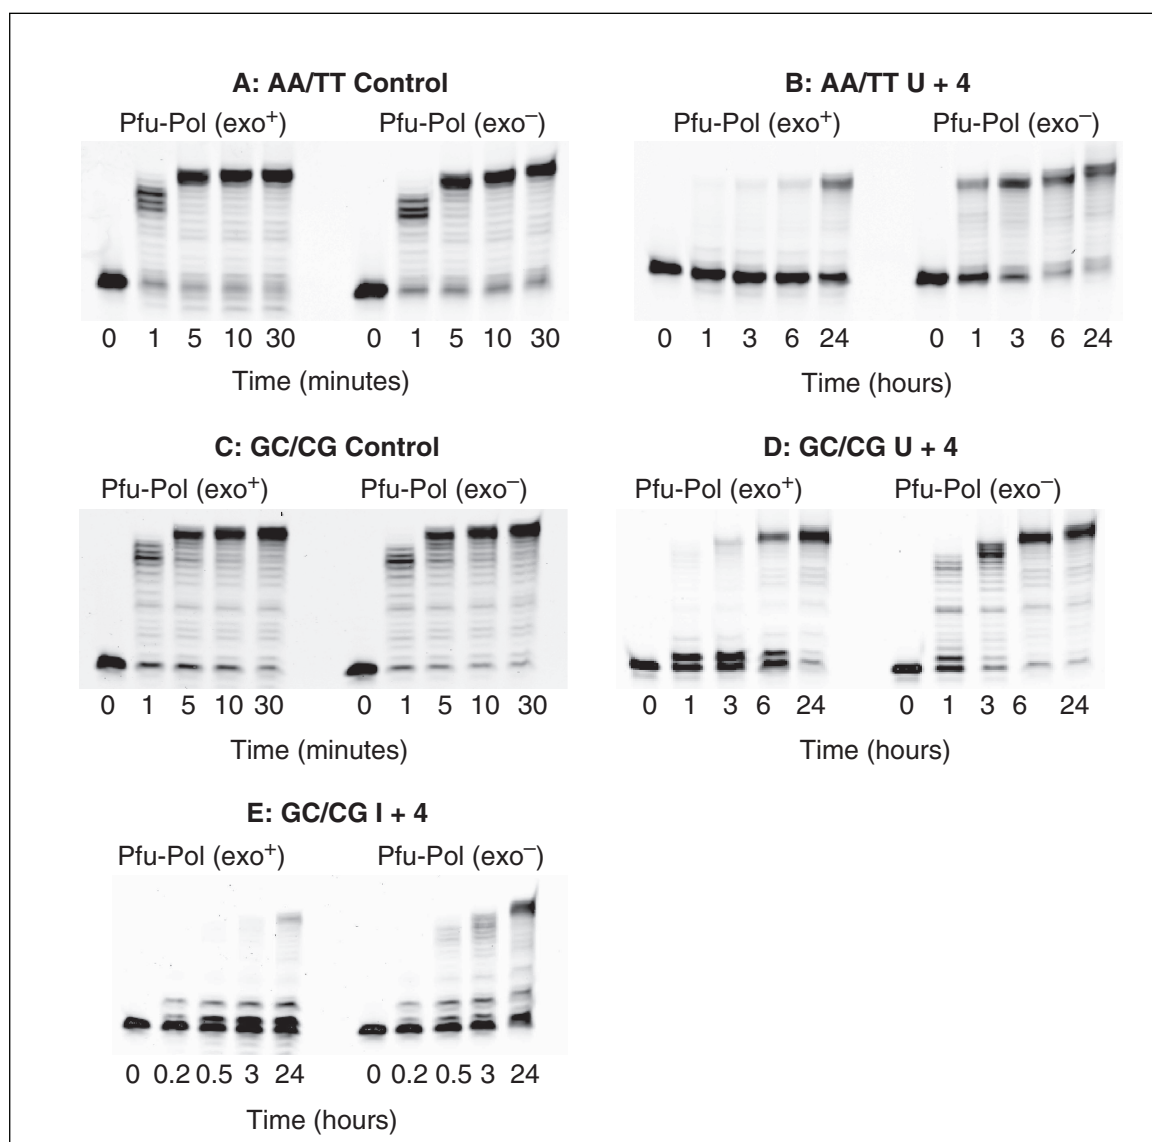 A: AA/TT Control
Pfu-Pol (exo+) Pfu-Pol (exo–)
0 1 5 10 30 0 1 5 10 30
Time (minutes)
B: AA/TT U + 4
Pfu-Pol (exo+) Pfu-Pol (exo–)
0 1 3 6 24 0 1 3 6 24
Time (hours)
C: GC/CG Control
Pfu-Pol (exo+) Pfu-Pol (exo–)
0 1 5 10 30 0 1 5 10 30
Time (minutes)
D: GC/CG U + 4
Pfu-Pol (exo+) Pfu-Pol (exo–)
0 1 3 6 24 0 1 3 6 24
Time (hours)
E: GC/CG I + 4
Pfu-Pol (exo+) Pfu-Pol (exo–)
0 0.2 0.5 3 24 0 0.2 0.5 3 24
Time (hours)